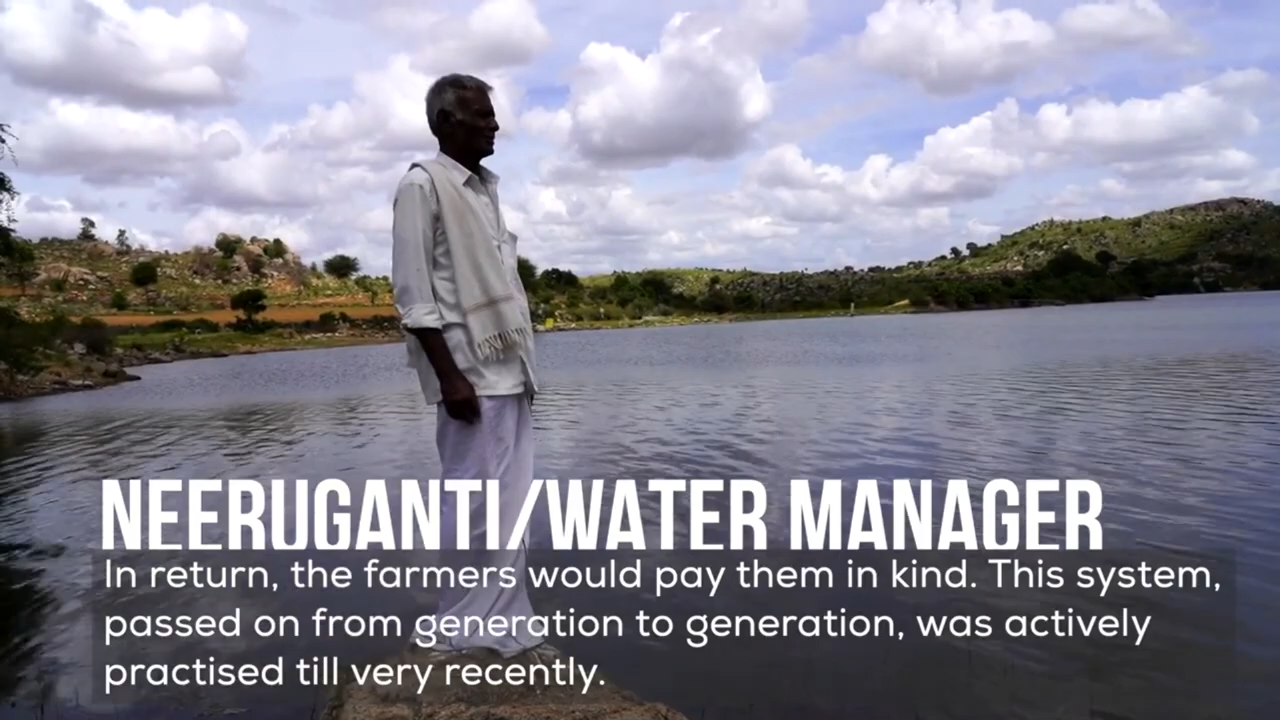 NEERUGANTI/WATER MANAGER
In return, the farmers would pay them in kind. This system,
passed on from generation to generation, was actively
practised till very recently.